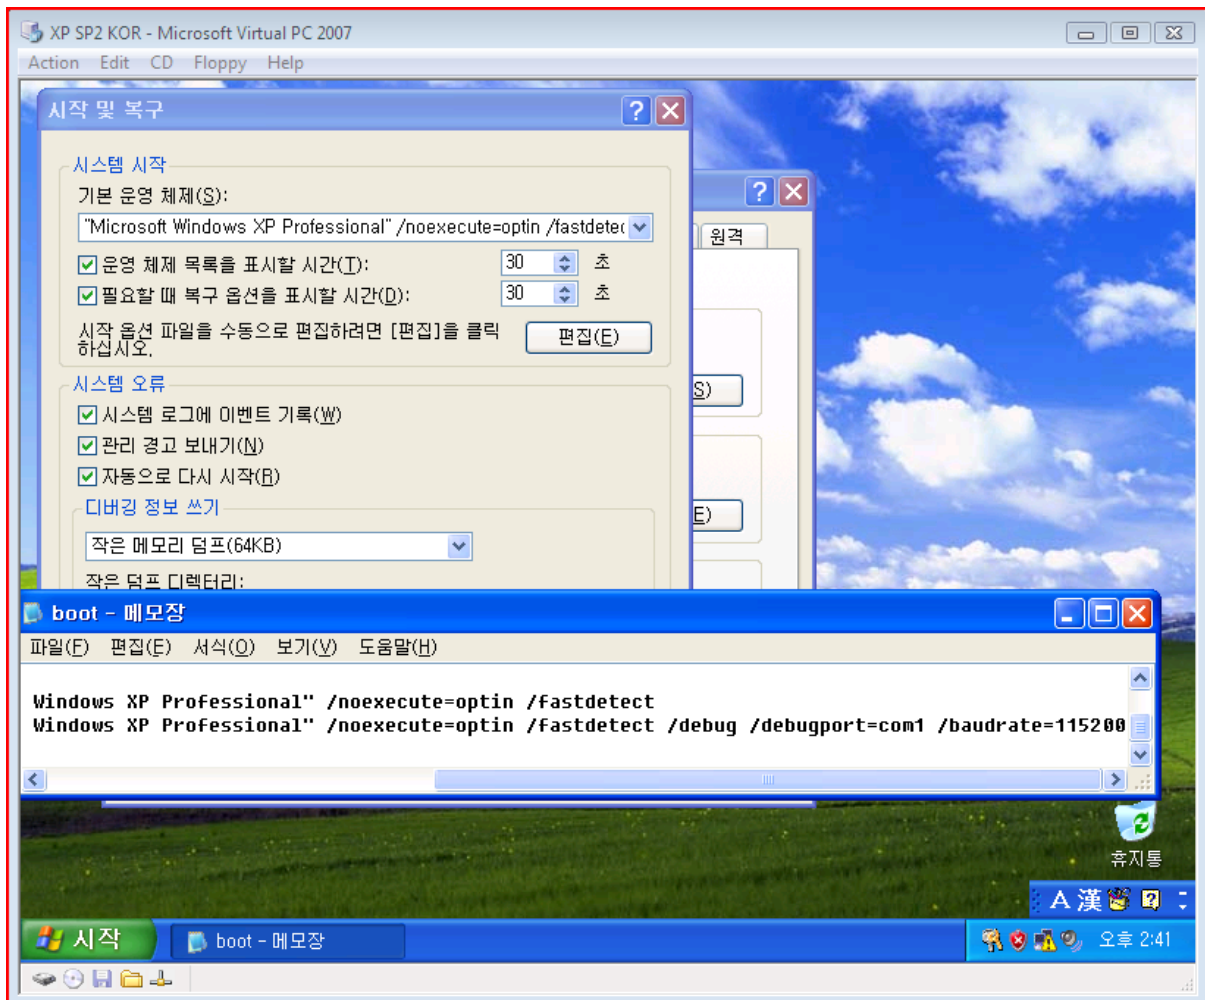 XP SP2 KOR - Microsoft Virtual PC 2007
Action Edit CD Floppy Help
시작 및 복구
시스템 시작
기본 운영 체제(S):
"Microsoft Windows XP Professional" /noexecute=optin /fastdetec
운영 체제 목록을 표시할 시간(T): 30 초
필요할 때 복구 옵션을 표시할 시간(D): 30 초
시작 옵션 파일을 수동으로 편집하려면 [편집]을 클릭
하십시오.
편집(E)
시스템 오류
시스템 로그에 이벤트 기록(W)
관리 경고 보내기(N)
자동으로 다시 시작(R)
디버깅 정보 쓰기
작은 메모리 덤프(64KB)
작은 덤프 디렉터리:
원격
S)
E)
boot - 메모장
파일(F) 편집(E) 서식(O) 보기(V) 도움말(H)
Windows XP Professional" /noexecute=optin /fastdetect
Windows XP Professional" /noexecute=optin /fastdetect /debug /debugport=com1 /baudrate=115200
휴지통
A 漢
시작
boot - 메모장
오후 2:41